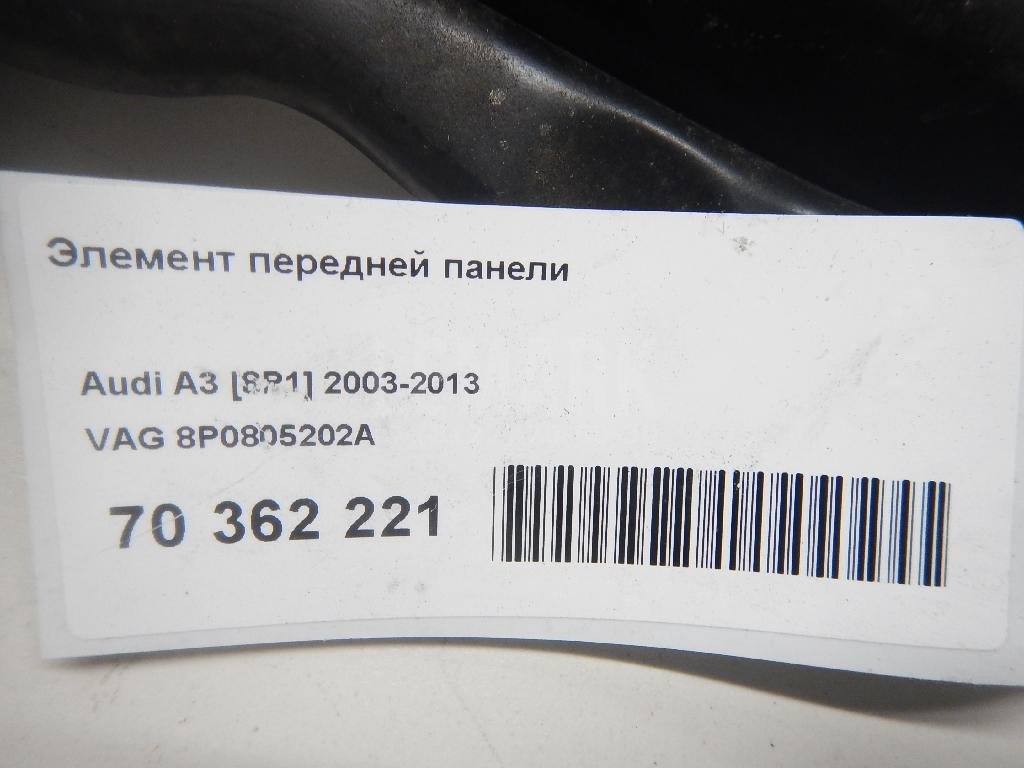 Элемент передней панели
Audi A3 [8P1] 2003-2013
VAG 8P0805202A
70 362 221